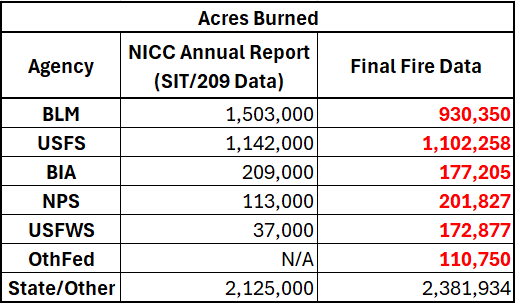 Acres Burned
Agency NICC Annual Report (SIT/209 Data) Final Fire Data
BLM 1,503,000 930,350
USFS 1,142,000 1,102,258
BIA 209,000 177,205
NPS 113,000 201,827
USFWS 37,000 172,877
OthFed N/A 110,750
State/Other 2,125,000 2,381,934